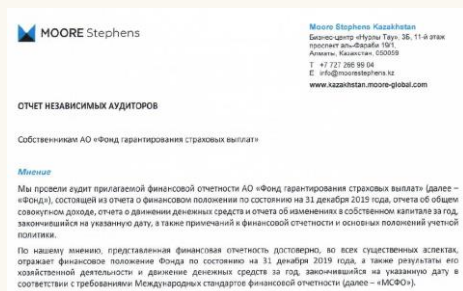 MOORE Stephens
Moore Stephens Kazakhstan
Бизнес-центр «Нурлы Тау», 3Б, 11-й этаж
проспект аль-Фараби 19/1,
Алматы, Казахстан, 050059
T +7 727 266 99 04
E info@moorestephens.kz
www.kazakhstan.moore-global.com
ОТЧЕТ НЕЗАВИСИМЫХ АУДИТОРОВ
Собственникам АО «Фонд гарантирования страховых выплат»
Мнение
Мы провели аудит прилагаемой финансовой отчетности АО «Фонд гарантирования страховых выплат» (далее –
«Фонд»), состоящей из отчета о финансовом положении по состоянию на 31 декабря 2019 года, отчета об общем
совокупном доходе, отчета о движении денежных средств и отчета об изменениях в собственном капитале за год,
закончившийся на указанную дату, а также примечаний к финансовой отчетности и основных положений учетной
политики.
По нашему мнению, представленная финансовая отчетность достоверно, во всех существенных аспектах,
отражает финансовое положение Фонда по состоянию на 31 декабря 2019 года, а также результаты его
хозяйственной деятельности и движение денежных средств за год, закончившийся на указанную дату в
соответствии с требованиями Международных стандартов финансовой отчетности (далее – «МСФО»).